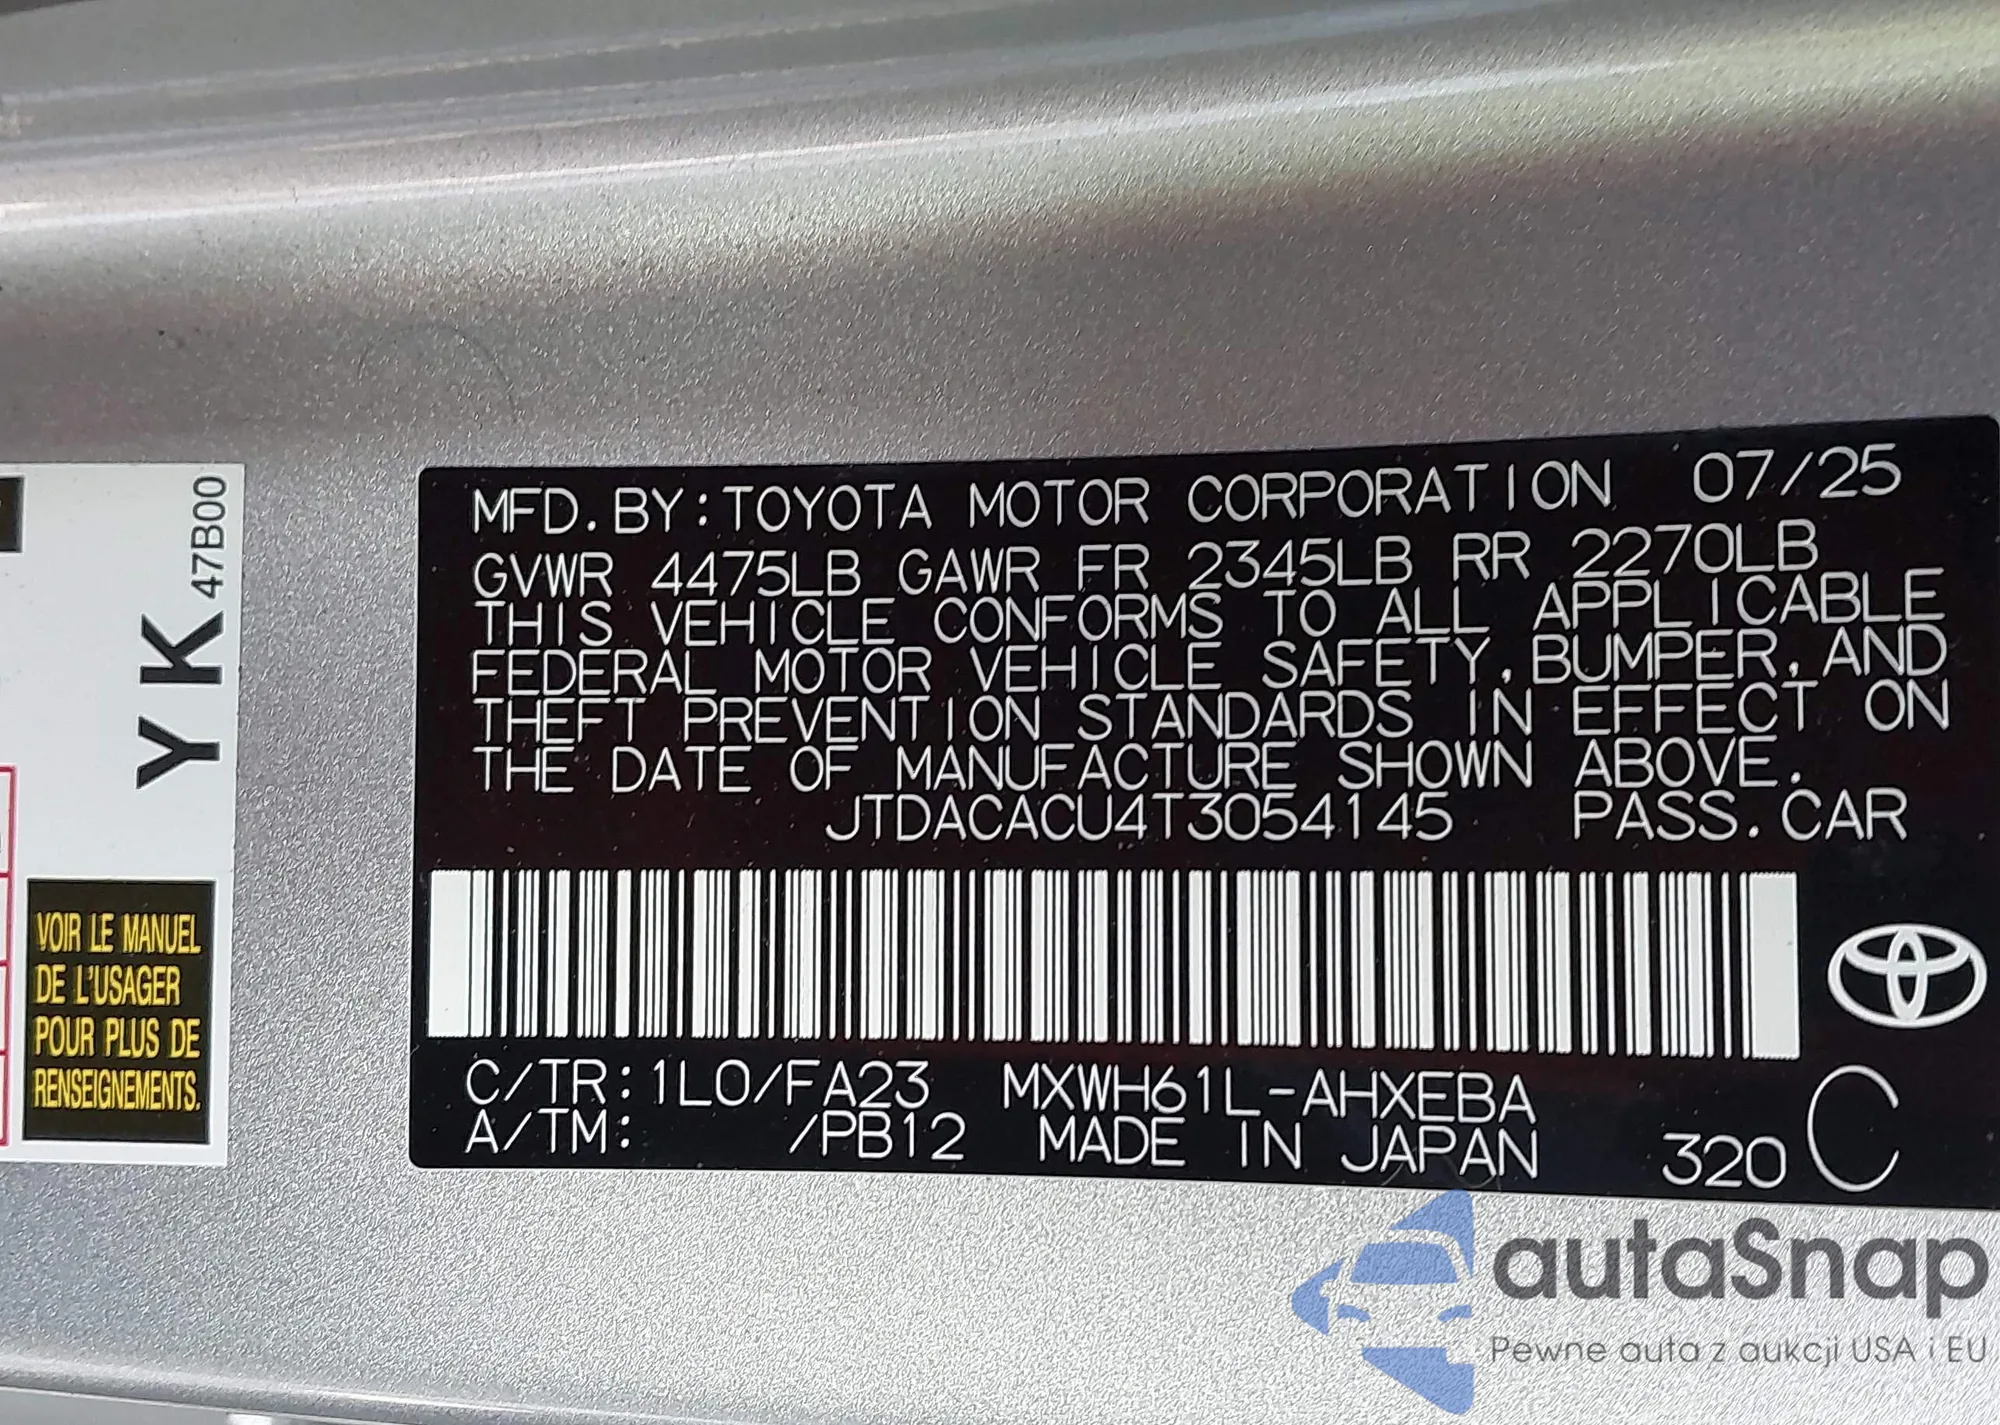 MFD. BY: TOYOTA MOTOR CORPORATION 07/25
GVWR 4475LB GAWR FR 2345LB RR 2270LB
THIS VEHICLE CONFORMS TO ALL APPLICABLE
FEDERAL MOTOR VEHICLE SAFETY, BUMPER, AND
THEFT PREVENTION STANDARDS IN EFFECT ON
THE DATE OF MANUFACTURE SHOWN ABOVE.
JTDACACU4T3054145 PASS. CAR
C/TR: 1L0/FA23 MXWH61L-AHXEBA
A/TM: /PB12 MADE IN JAPAN 320 C
YK 47B00
VOIR LE MANUEL
DE L'USAGER
POUR PLUS DE
RENSEIGNEMENTS.
autaSnap
Pewne auta z aukcji USA i EU